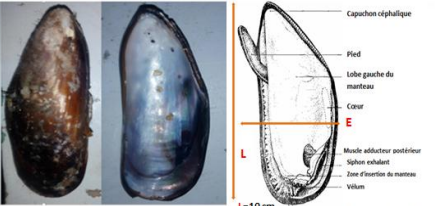 Capuchon céphalique
Pied
Lobe gauche du
manteau
Cœur
E
L
Muscle adducteur postérieur
Siphon exhalant
Zone d'insertion du manteau
Vélum